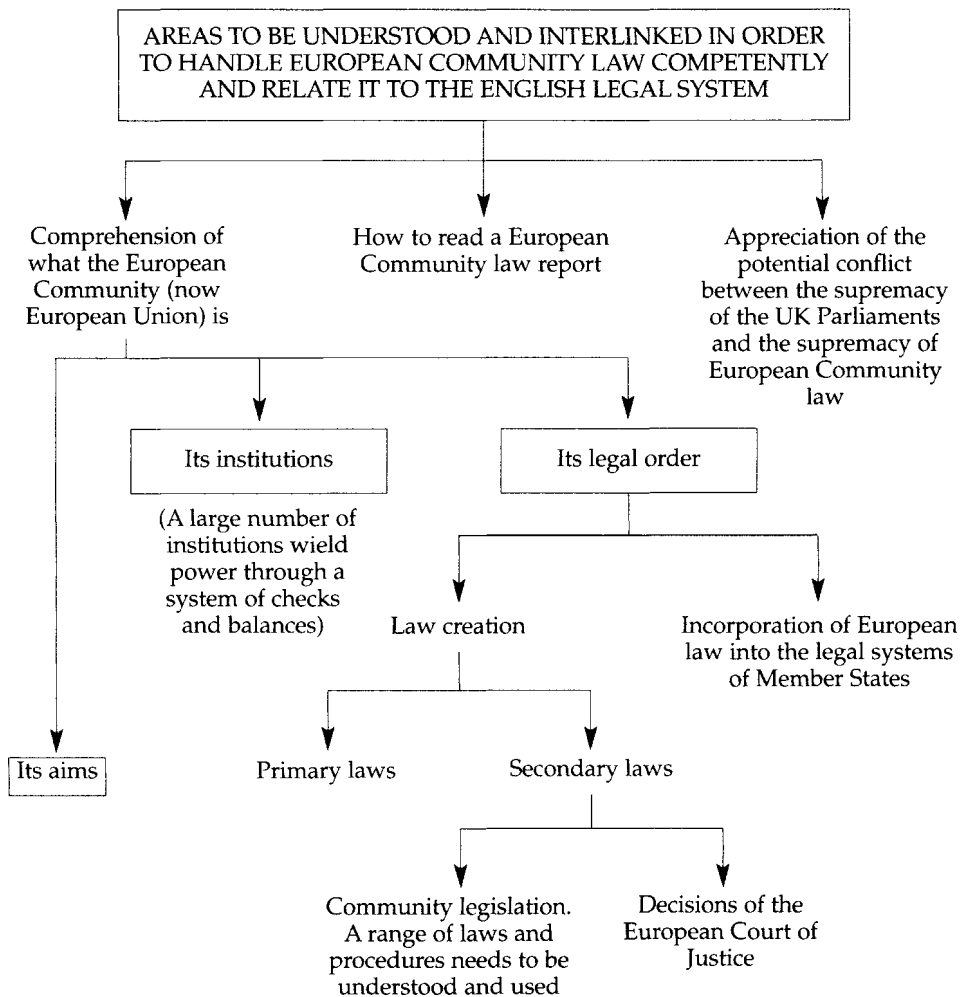 AREAS TO BE UNDERSTOOD AND INTERLINKED IN ORDER
TO HANDLE EUROPEAN COMMUNITY LAW COMPETENTLY
AND RELATE IT TO THE ENGLISH LEGAL SYSTEM
Comprehension of
what the European
Community (now
European Union) is
How to read a European
Community law report
Appreciation of the
potential conflict
between the supremacy
of the UK Parliaments
and the supremacy of
European Community
law
Its institutions
(A large number of
institutions wield
power through a
system of checks
and balances)
Its legal order
Law creation
Incorporation of European
law into the legal systems
of Member States
Its aims
Primary laws
Secondary laws
Community legislation.
A range of laws and
procedures needs to be
understood and used
Decisions of the
European Court of
Justice